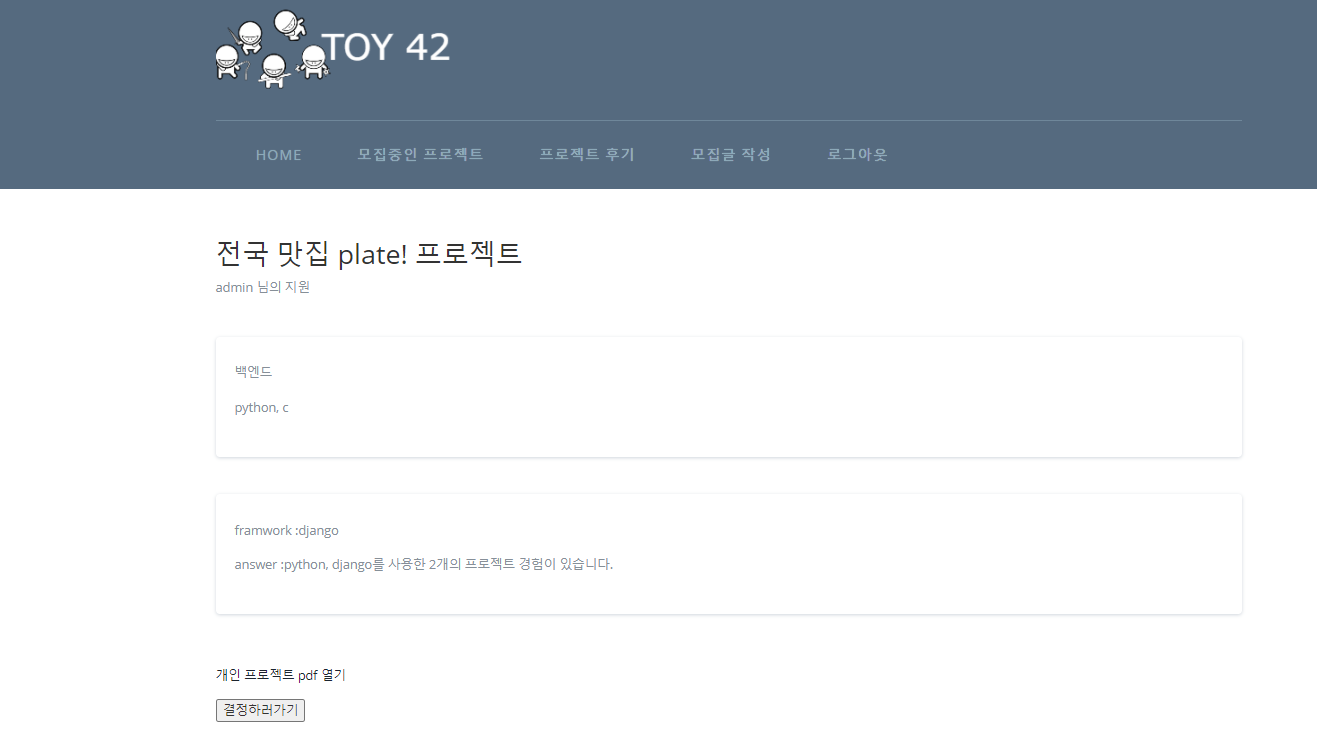 TOY 42
HOME 모집중인 프로젝트 프로젝트 후기 모집글 작성 로그아웃
전국 맛집 plate! 프로젝트
admin 님의 지원
백엔드
python, c
framwork :django
answer :python, django를 사용한 2개의 프로젝트 경험이 있습니다.
개인 프로젝트 pdf 열기
결정하러가기